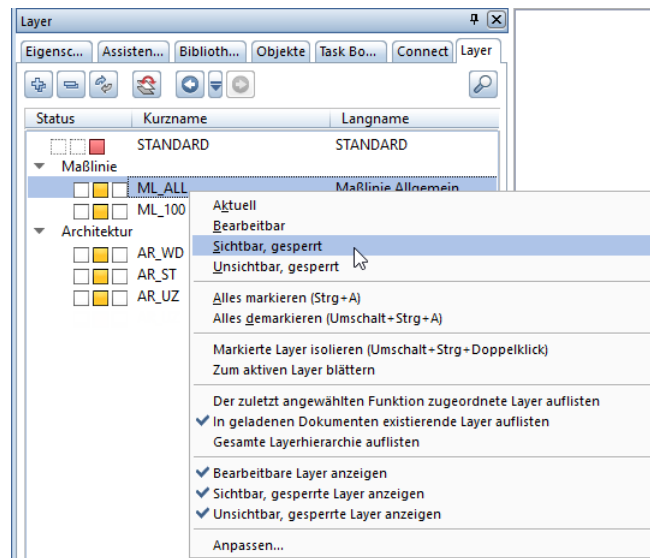 Layer
Eigensc... Assisten... Biblioth... Objekte Task Bo... Connect Layer
Status Kurzname Langname
STANDARD STANDARD
Maßlinie
ML_ALL Maßlinie Allgemein
ML_100
Architektur
AR_WD
AR_ST
AR_UZ
Aktuell
Bearbeitbar
Sichtbar, gesperrt
Unsichtbar, gesperrt
Alles markieren (Strg+A)
Alles demarkieren (Umschalt+Strg+A)
Markierte Layer isolieren (Umschalt+Strg+Doppelklick)
Zum aktiven Layer blättern
Der zuletzt angewählten Funktion zugeordnete Layer auflisten
In geladenen Dokumenten existierende Layer auflisten
Gesamte Layerhierarchie auflisten
Bearbeitbare Layer anzeigen
Sichtbar, gesperrte Layer anzeigen
Unsichtbar, gesperrte Layer anzeigen
Anpassen...